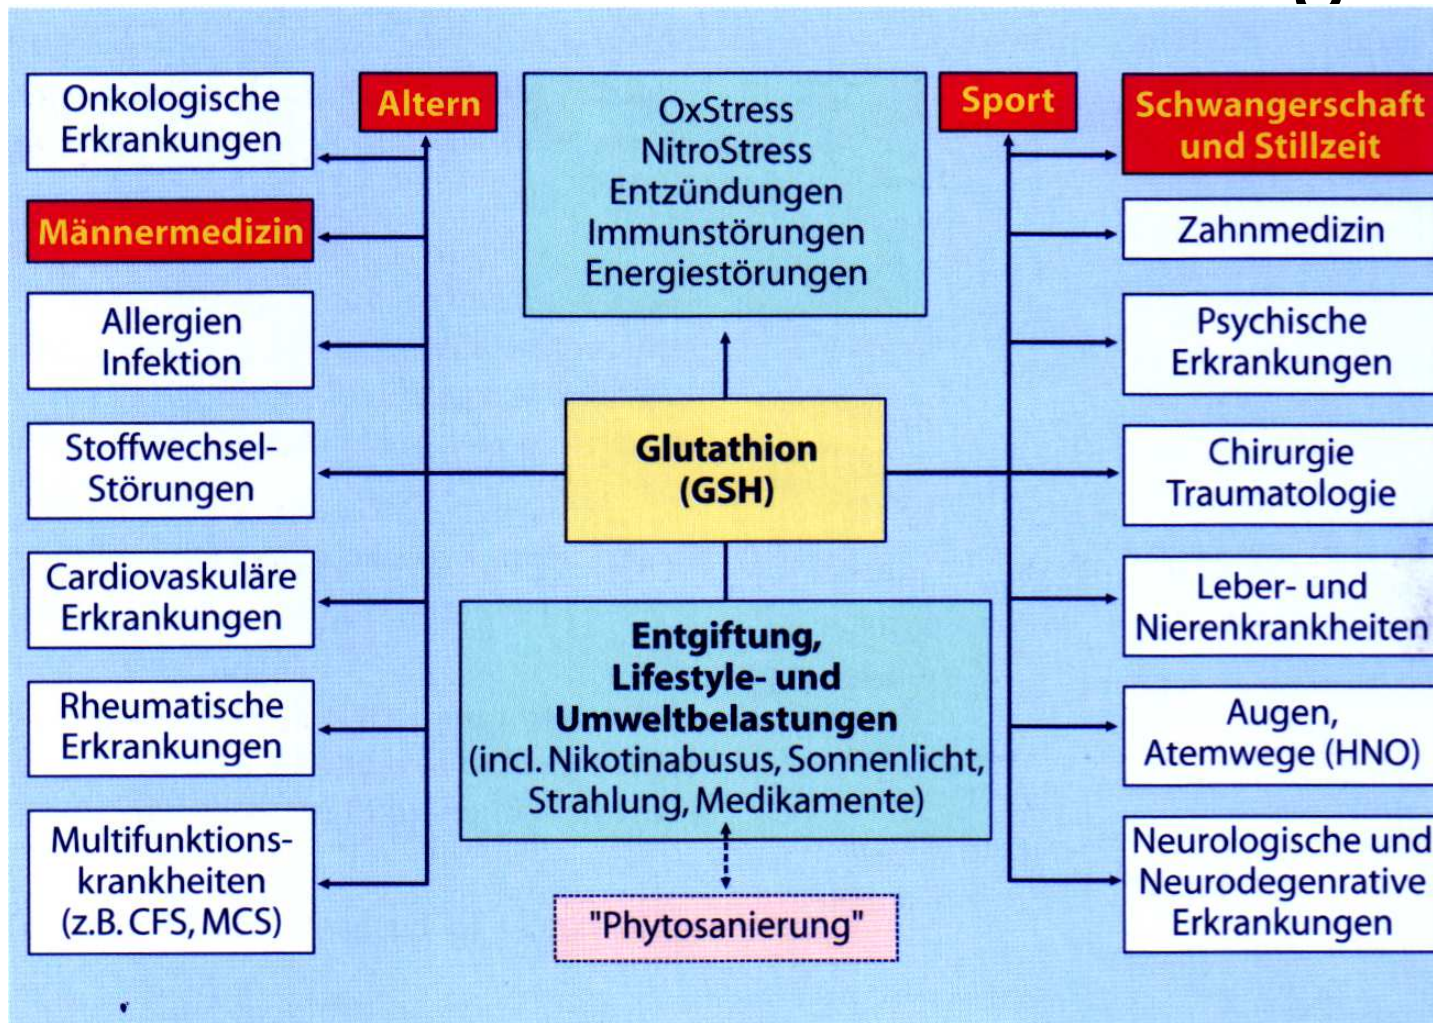 Onkologische
Erkrankungen
Männermedizin
Allergien
Infektion
Stoffwechsel-
Störungen
Cardiovaskuläre
Erkrankungen
Rheumatische
Erkrankungen
Multifunktions-
krankheiten
(z.B. CFS, MCS)
Altern
OxStress
NitroStress
Entzündungen
Immunstörungen
Energiestörungen
Glutathion
(GSH)
Entgiftung,
Lifestyle- und
Umweltbelastungen
(incl. Nikotinabusus, Sonnenlicht,
Strahlung, Medikamente)
"Phytosanierung"
Sport
Schwangerschaft
und Stillzeit
Zahnmedizin
Psychische
Erkrankungen
Chirurgie
Traumatologie
Leber- und
Nierenkrankheiten
Augen,
Atemwege (HNO)
Neurologische und
Neurodegenrative
Erkrankungen